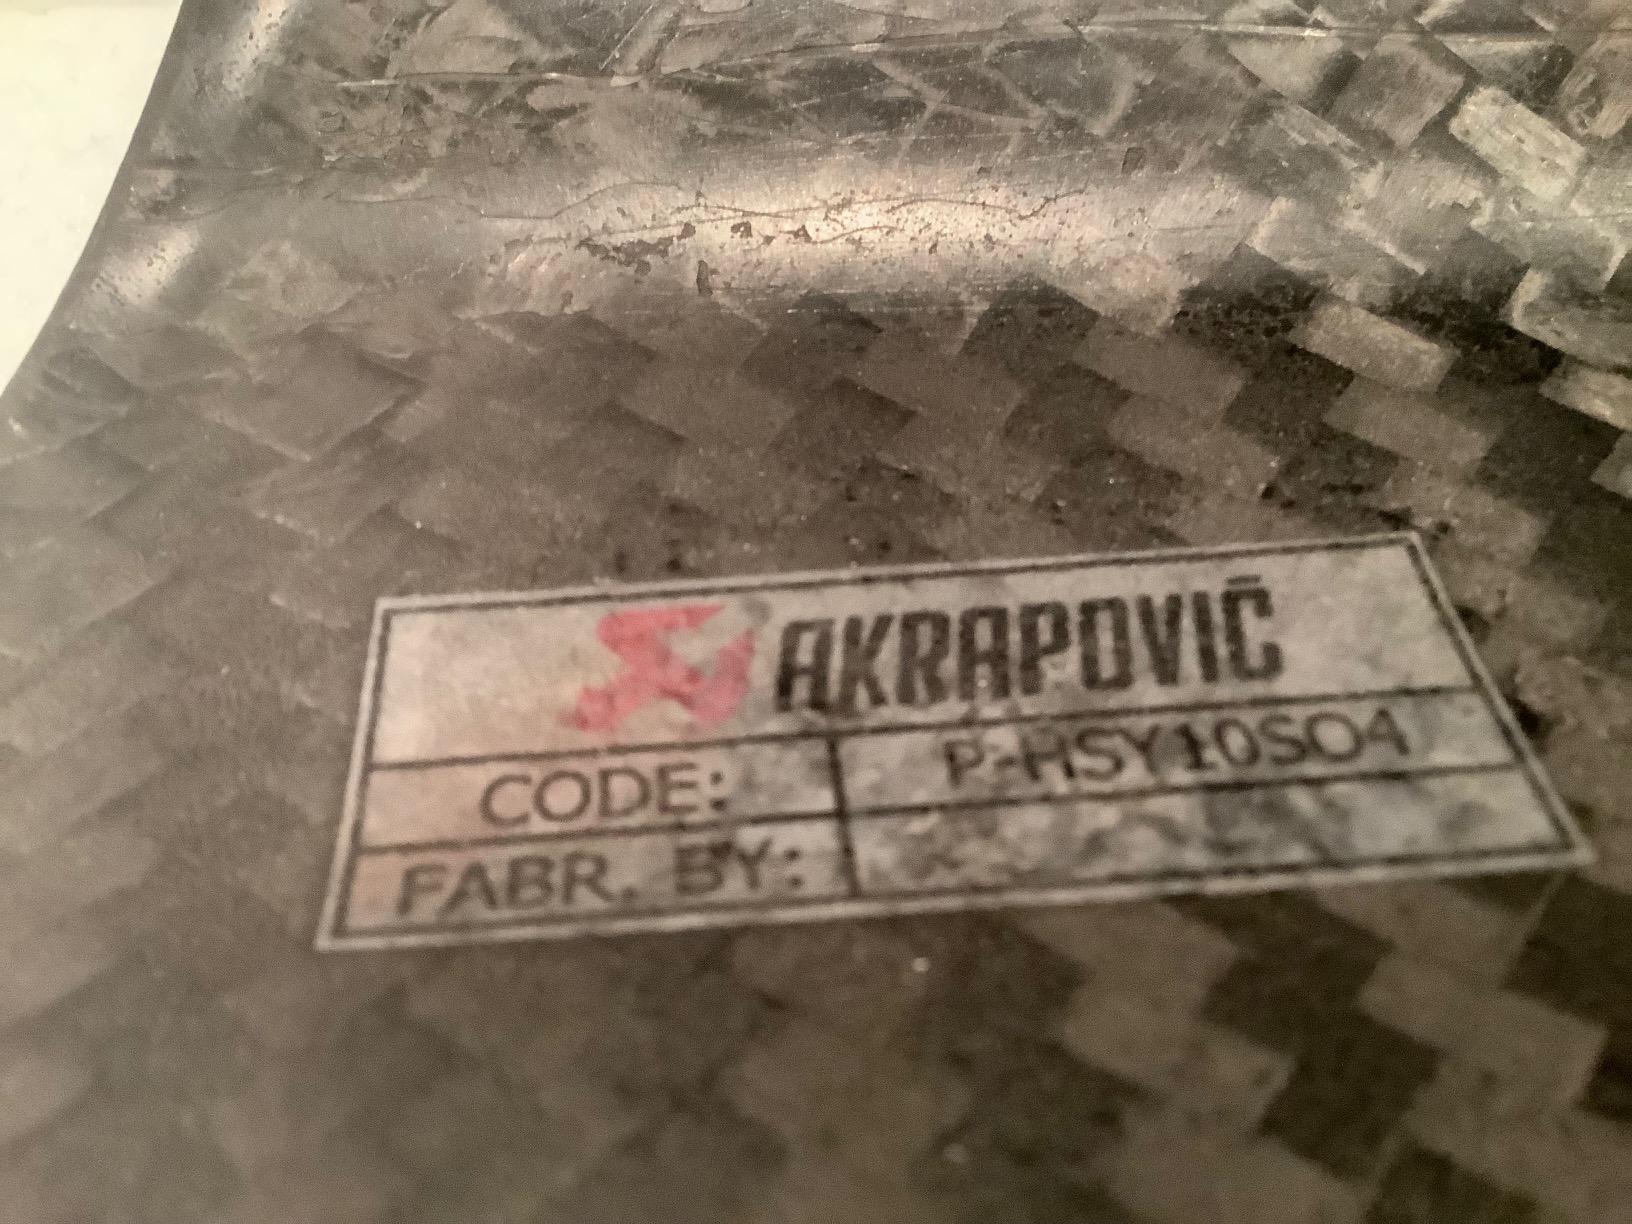 AKRAPOVIČ
CODE: P-HSY10SO4
FABR. BY: